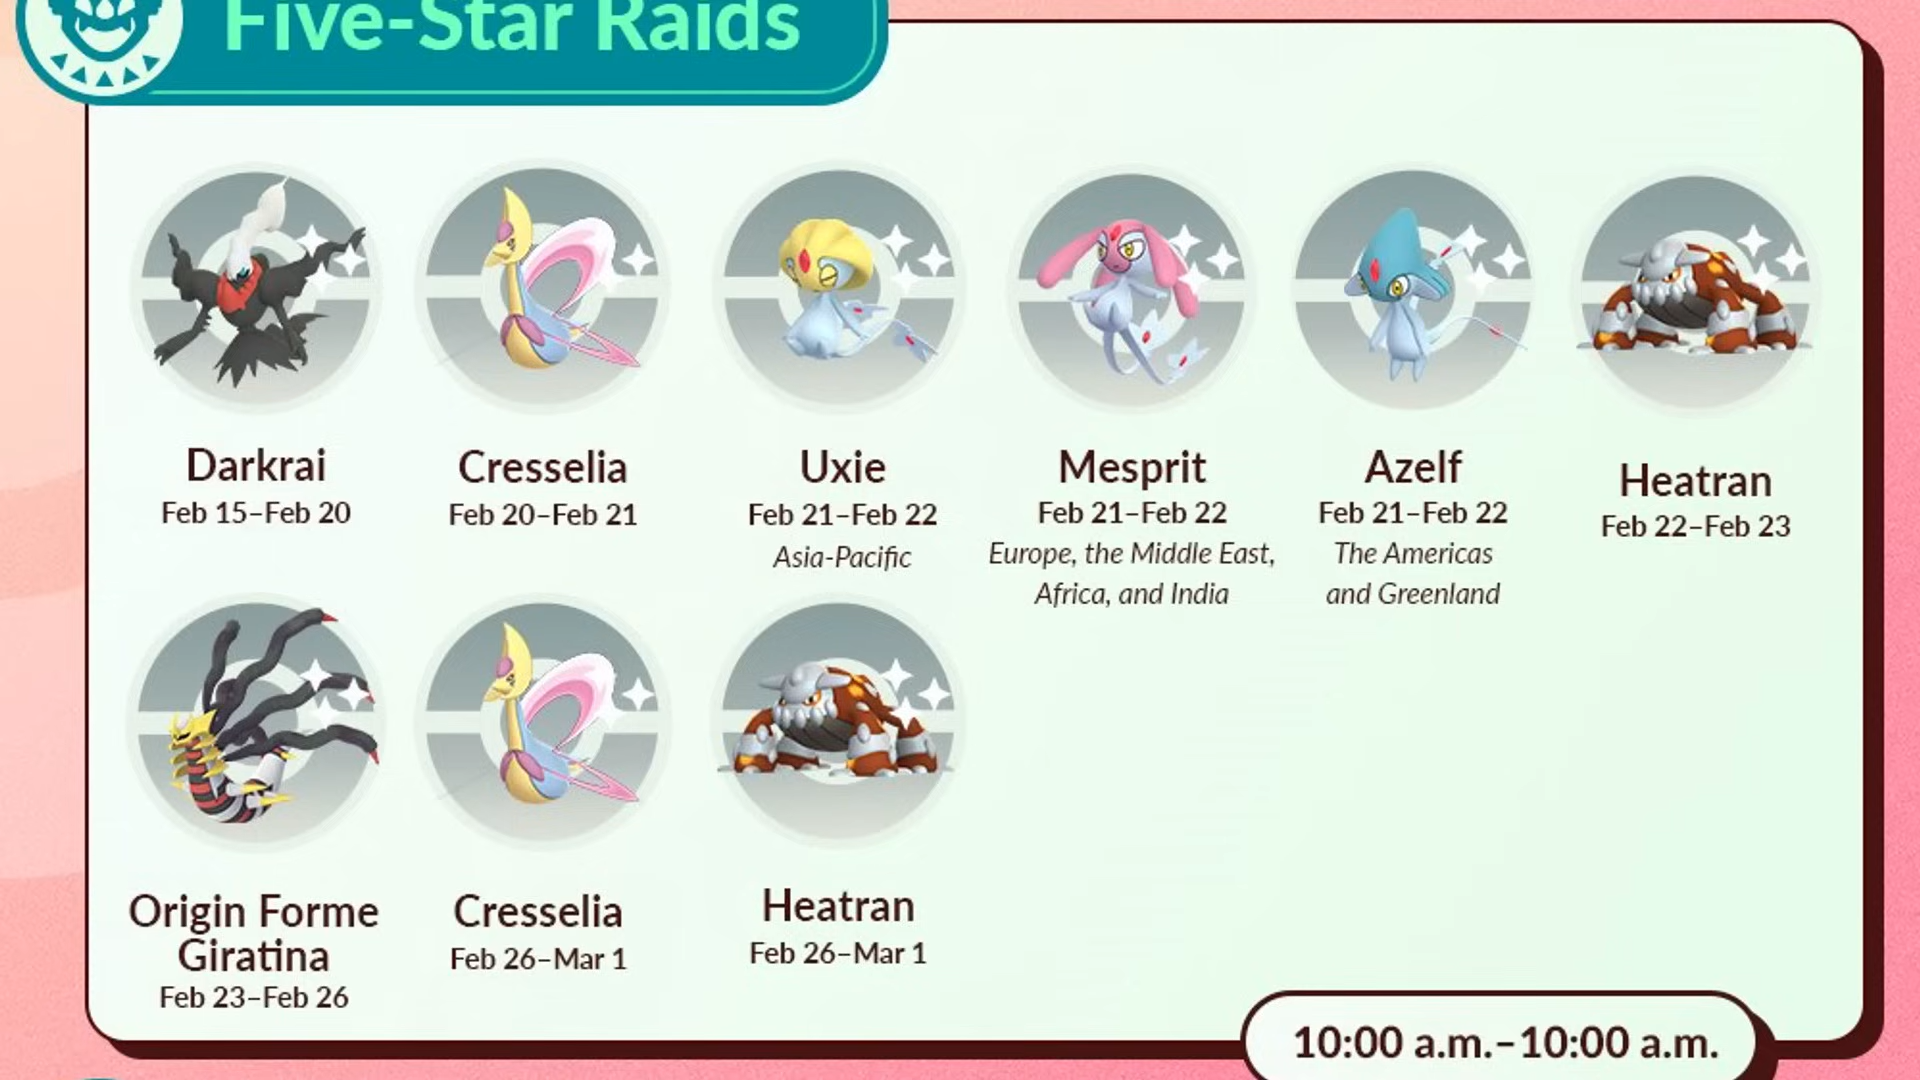 Five-Star Raids
Darkrai
Feb 15–Feb 20
Cresselia
Feb 20–Feb 21
Uxie
Feb 21–Feb 22
Asia-Pacific
Mesprit
Feb 21–Feb 22
Europe, the Middle East,
Africa, and India
Azelf
Feb 21–Feb 22
The Americas
and Greenland
Heatran
Feb 22–Feb 23
Origin Forme
Giratina
Feb 23–Feb 26
Cresselia
Feb 26–Mar 1
Heatran
Feb 26–Mar 1
10:00 a.m.–10:00 a.m.